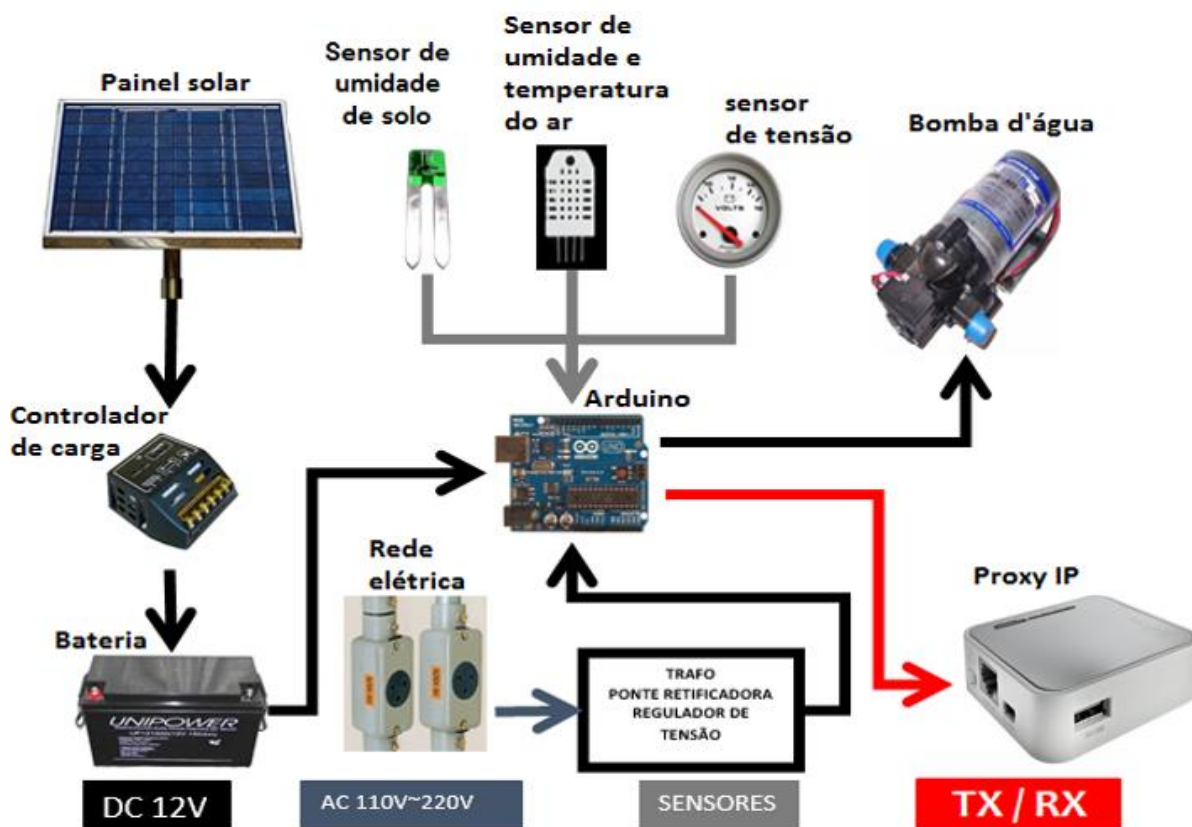 Painel solar
Sensor de
umidade
de solo
Sensor de
umidade e
temperatura
do ar
sensor
de tensão
Bomba d'água
VOLTS
Controlador
de carga
Arduino
UNO
Rede
elétrica
Proxy IP
Bateria
UNIPOWER
TRAFO
PONTE RETIFICADORA
REGULADOR DE
TENSÃO
DC 12V
AC 110V~220V
SENSORES
TX / RX